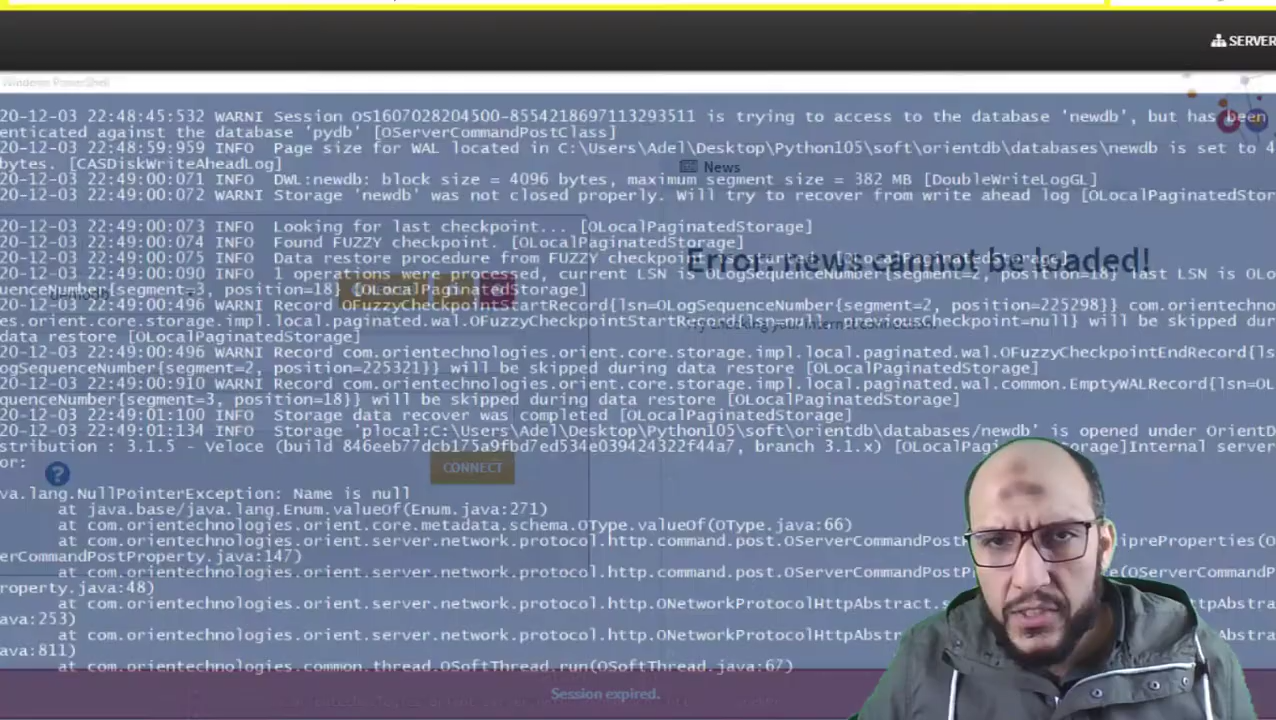 SERVER
Windows PowerShell
20-12-03 22:48:45:532 WARNI Session OS1607028204500-8554218697113293511 is trying to access to the database 'newdb', but has been
enticated against the database 'pydb' [OServerCommandPostClass]
20-12-03 22:48:59:959 INFO Page size for WAL located in C:\Users\Adel\Desktop\Python105\soft\orientdb\databases\newdb is set to 4
bytes. [CASDiskWriteAheadLog]
News
20-12-03 22:49:00:071 INFO DWL:newdb: block size = 4096 bytes, maximum segment size = 382 MB [DoubleWriteLogGL]
20-12-03 22:49:00:072 WARNI Storage 'newdb' was not closed properly. Will try to recover from write ahead log [OLocalPaginatedStorage]
20-12-03 22:49:00:073 INFO Looking for last checkpoint... [OLocalPaginatedStorage]
20-12-03 22:49:00:074 INFO Found FUZZY checkpoint. [OLocalPaginatedStorage]
20-12-03 22:49:00:075 INFO Data restore procedure from FUZZY checkpoint is started. [OLocalPaginatedStorage]
Error, news cannot be loaded!
20-12-03 22:49:00:090 INFO 1 operations were processed, current LSN is OLogSequenceNumber{segment=2, position=18} last LSN is OLo
quenceNumber{segment=3, position=18} [OLocalPaginatedStorage]
20-12-03 22:49:00:496 WARNI Record OFuzzyCheckpointStartRecord{lsn=OLogSequenceNumber{segment=2, position=225298}}
es.orient.core.storage.impl.local.paginated.wal.OFuzzyCheckpointStartRecord{lsn=null, previousCheckpoint=null} will be skipped dur
data restore [OLocalPaginatedStorage]
20-12-03 22:49:00:496 WARNI Record com.orientechnologies.orient.core.storage.impl.local.paginated.wal.OFuzzyCheckpointEndRecord{ls
ogSequenceNumber{segment=2, position=225321}} will be skipped during data restore [OLocalPaginatedStorage]
20-12-03 22:49:00:910 WARNI Record com.orientechnologies.orient.core.storage.impl.local.paginated.wal.common.EmptyWALRecord{lsn=OL
quenceNumber{segment=3, position=18}} will be skipped during data restore [OLocalPaginatedStorage]
20-12-03 22:49:01:100 INFO Storage data recover was completed [OLocalPaginatedStorage]
20-12-03 22:49:01:134 INFO Storage 'plocal:C:\Users\Adel\Desktop\Python105\soft\orientdb\databases/newdb' is opened under OrientD
stribution : 3.1.5 - Veloce (build 846eeb77dcb175a9fbd7ed534e039424322f44a7, branch 3.1.x) [OLocalPaginatedStorage]Internal server
or:
CONNECT
va.lang.NullPointerException: Name is null
at java.base/java.lang.Enum.valueOf(Enum.java:271)
at com.orientechnologies.orient.core.metadata.schema.OType.valueOf(OType.java:66)
at com.orientechnologies.orient.server.network.protocol.http.command.post.OServerCommandPost
erCommandPostProperty.java:147)
at com.orientechnologies.orient.server.network.protocol.http.command.post.OServerCommandPost
roperty.java:48)
at com.orientechnologies.orient.server.network.protocol.http.ONetworkProtocolHttpAbstract.
ava:253)
at com.orientechnologies.orient.server.network.protocol.http.ONetworkProtocolHttpAbstract
ava:811)
at com.orientechnologies.common.thread.OSoftThread.run(OSoftThread.java:67)
Session expired.